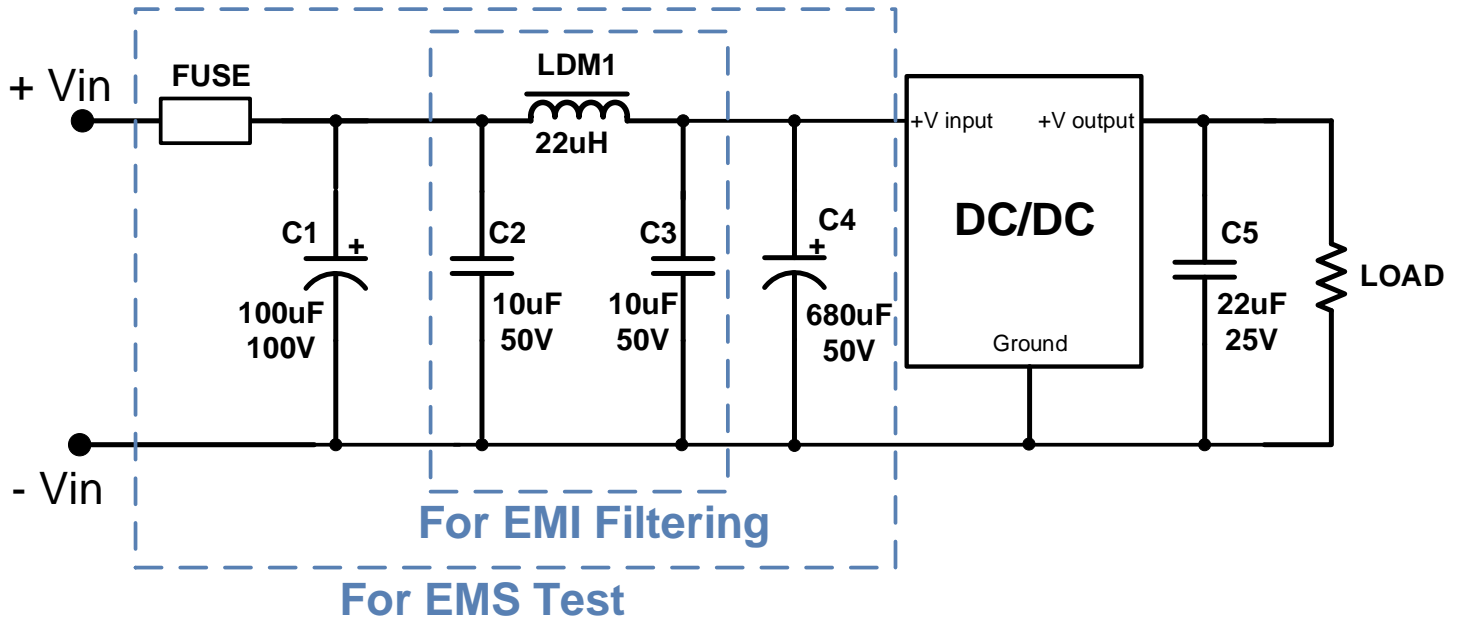 + Vin
FUSE
LDM1
22uH
+V input
+V output
DC/DC
Ground
C1
+
100uF
100V
C2
10uF
50V
C3
10uF
50V
C4
+
680uF
50V
C5
22uF
25V
LOAD
- Vin
For EMI Filtering
For EMS Test